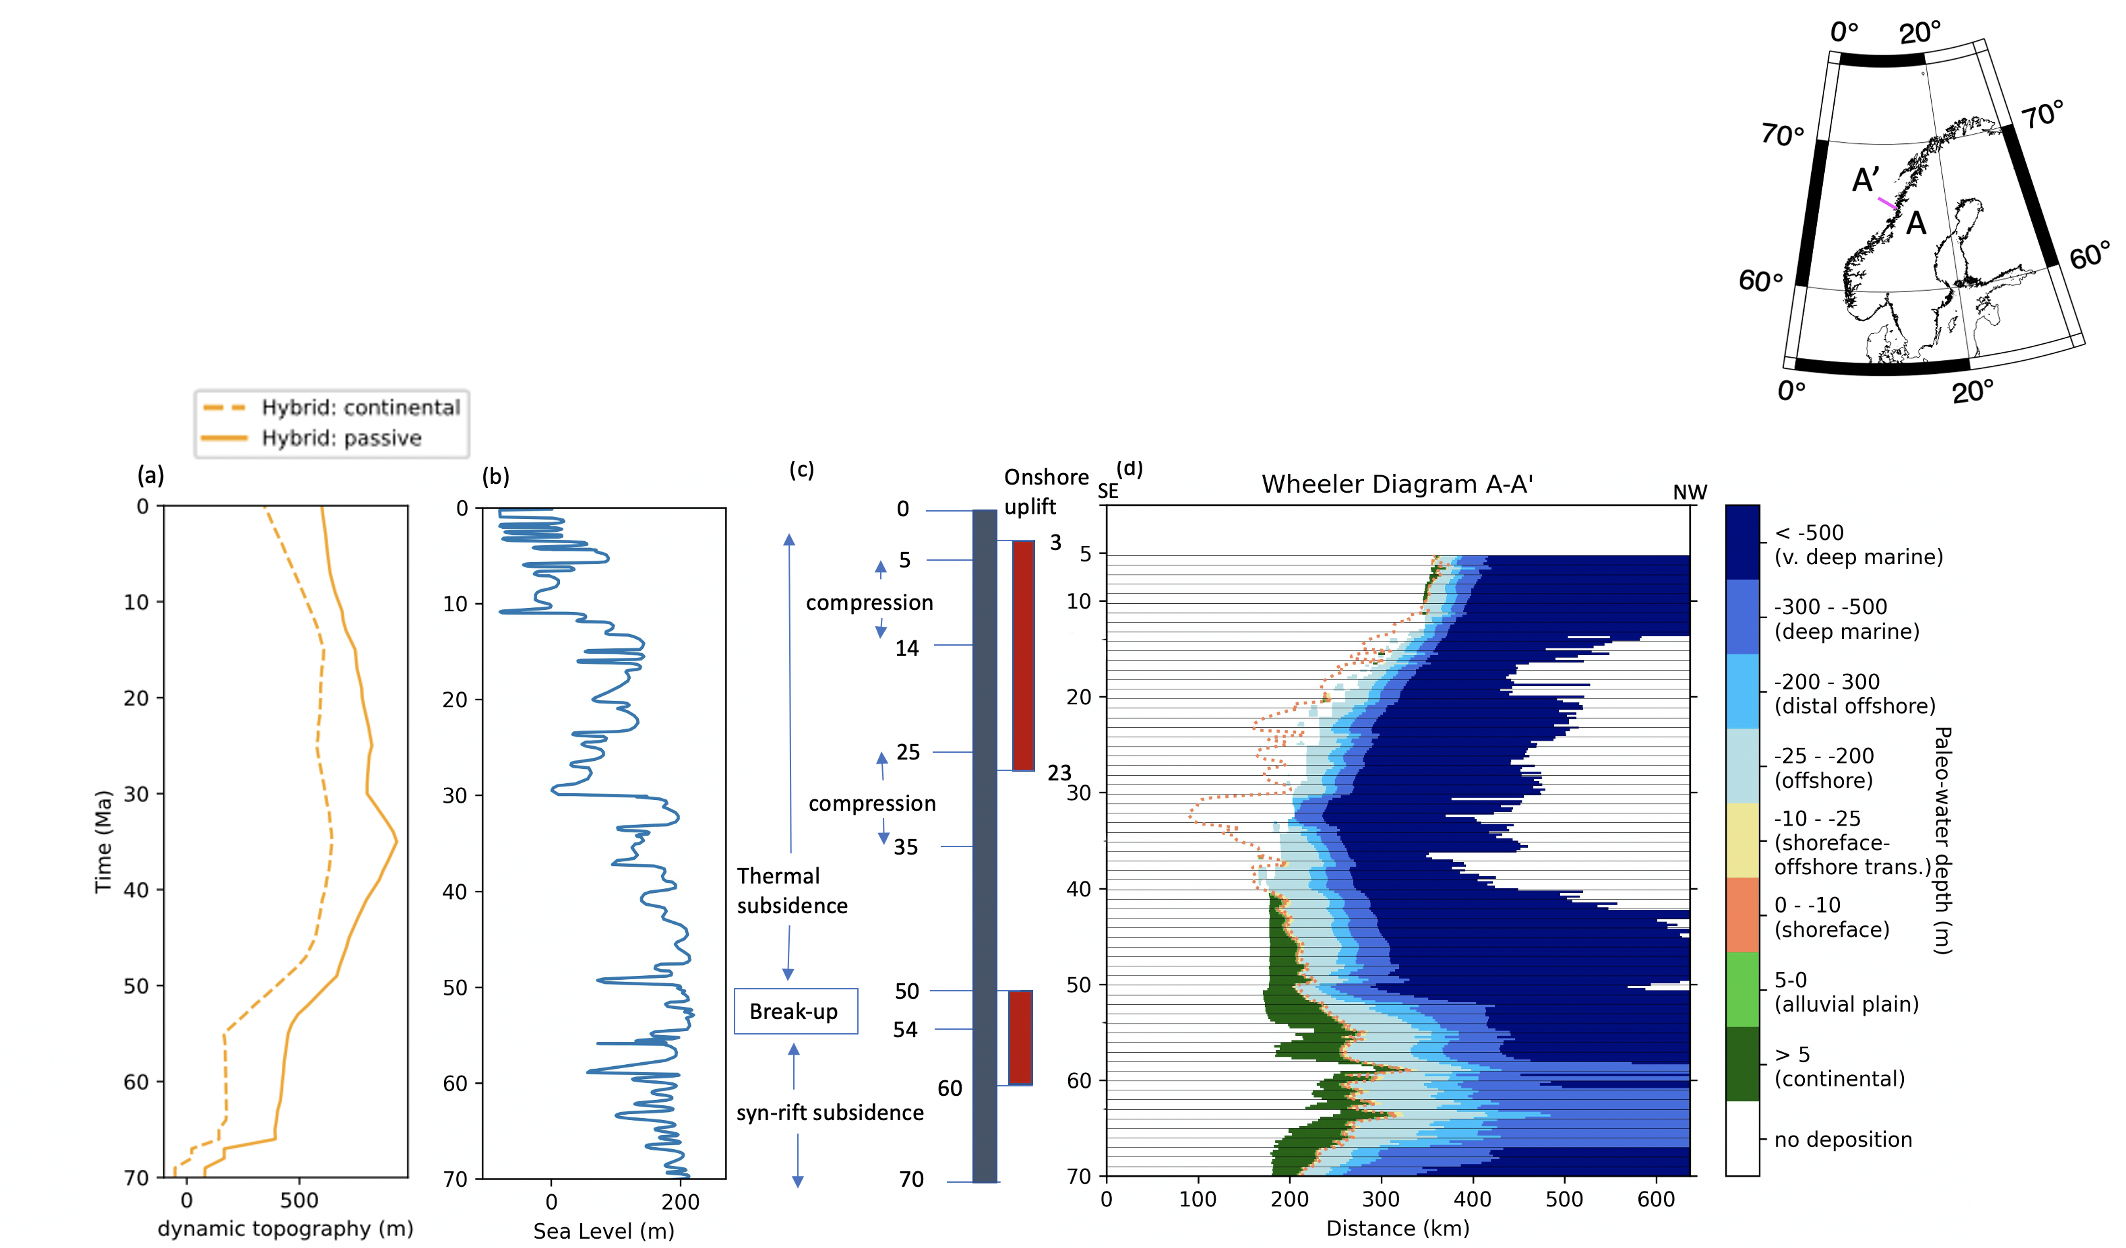 0° 20°
70° 70°
A’
A
60° 60°
0° 20°
Hybrid: continental
Hybrid: passive
(a)
0
10
20
30
40
50
60
70
Time (Ma)
0 500
dynamic topography (m)
(b)
0
10
20
30
40
50
60
70
0 200
Sea Level (m)
(c)
Thermal
subsidence
Break-up
syn-rift subsidence
compression
compression
0
5
14
25
35
50
54
60
70
Onshore
uplift
3
23
(d)
Wheeler Diagram A-A'
SE NW
5
10
20
30
40
50
60
70
0 100 200 300 400 500 600
Distance (km)
< -500
(v. deep marine)
-300 - -500
(deep marine)
-200 - 300
(distal offshore)
-25 - -200
(offshore)
-10 - -25
(shoreface-
offshore trans.)
0 - -10
(shoreface)
5-0
(alluvial plain)
> 5
(continental)
no deposition
Paleo-water depth (m)